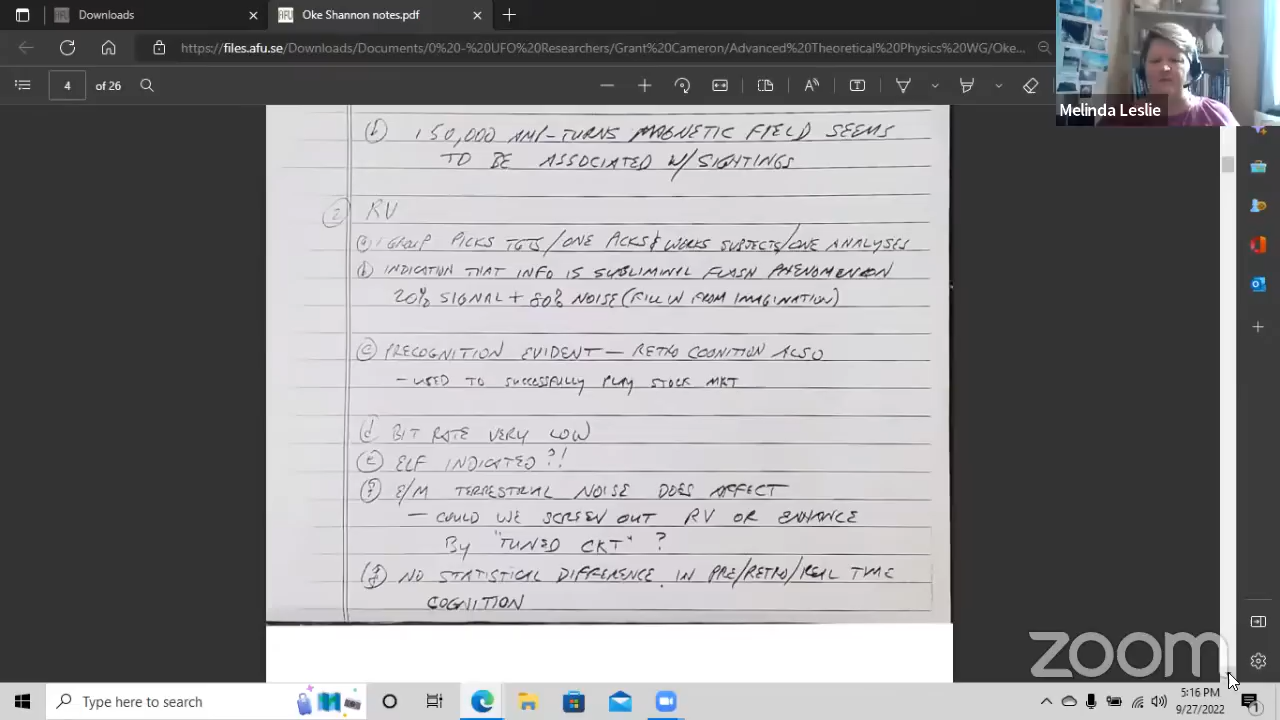 Downloads
Oke Shannon notes.pdf
https://files.afu.se/Downloads/Documents/0%20-%20UFO%20Researchers/Grant%20Cameron/Advanced%20Theoretical%20Physics%20WG/Oke...
4 of 26
Melinda Leslie
b 150,000 AMP-TURNS MAGNETIC FIELD SEEMS
TO BE ASSOCIATED W/SIGHTINGS
2 RV
a 1 GROUP PICKS TGTS/ONE PICKS & WORKS SUBJECTS/ONE ANALYSES
b INDICATION THAT INFO IS SUBLIMINAL FLASH PHENOMENON
20% SIGNAL + 80% NOISE (FILL IN FROM IMAGINATION)
c PRECOGNITION EVIDENT — RETRO COGNITION ALSO
- USED TO SUCCESSFULLY PLAY STOCK MKT
d BIT RATE VERY LOW
e ELF INDICATED?!
f E/M TERRESTRIAL NOISE DOES AFFECT
— COULD WE SCREEN OUT RV OR ENHANCE
BY "TUNED CKT" ?
g NO STATISTICAL DIFFERENCE IN PRE/RETRO/REAL TIME
COGNITION
zoom
Type here to search
5:16 PM
9/27/2022